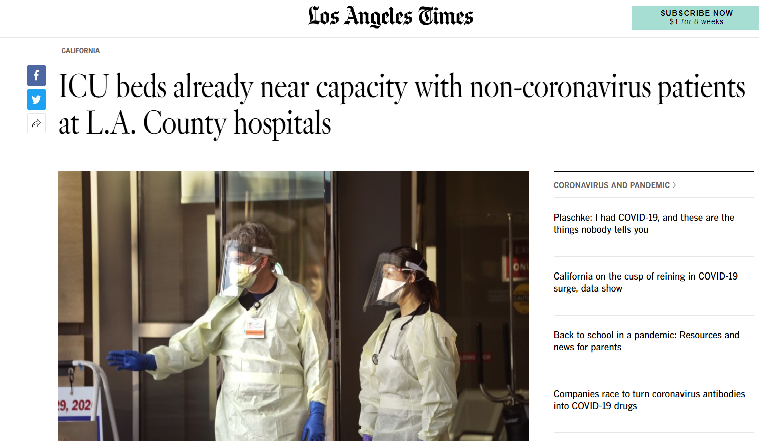 Los Angeles Times
SUBSCRIBE NOW
$1 for 8 weeks
CALIFORNIA
ICU beds already near capacity with non-coronavirus patients
at L.A. County hospitals
CORONAVIRUS AND PANDEMIC >
Plaschke: I had COVID-19, and these are the
things nobody tells you
California on the cusp of reining in COVID-19
surge, data show
Back to school in a pandemic: Resources and
news for parents
Companies race to turn coronavirus antibodies
into COVID-19 drugs
29, 202